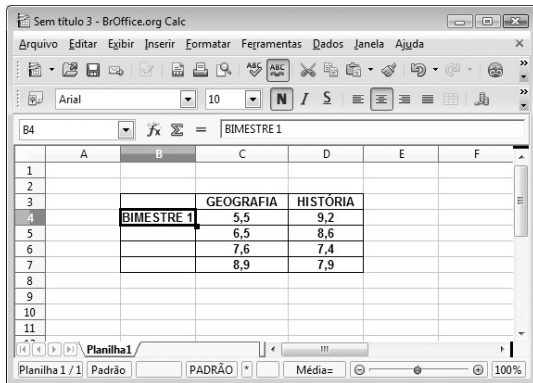 Sem título 3 - BrOffice.org Calc
Arquivo Editar Exibir Inserir Formatar Ferramentas Dados Janela Ajuda
ABC ABC
Arial 10 N I S
B4 fx Σ = BIMESTRE 1
A B C D E F
1
2
3 GEOGRAFIA HISTÓRIA
4 BIMESTRE 1 5,5 9,2
5 6,5 8,6
6 7,6 7,4
7 8,9 7,9
8
9
10
11
Planilha1
Planilha 1 / 1 Padrão PADRÃO * Média= 100%